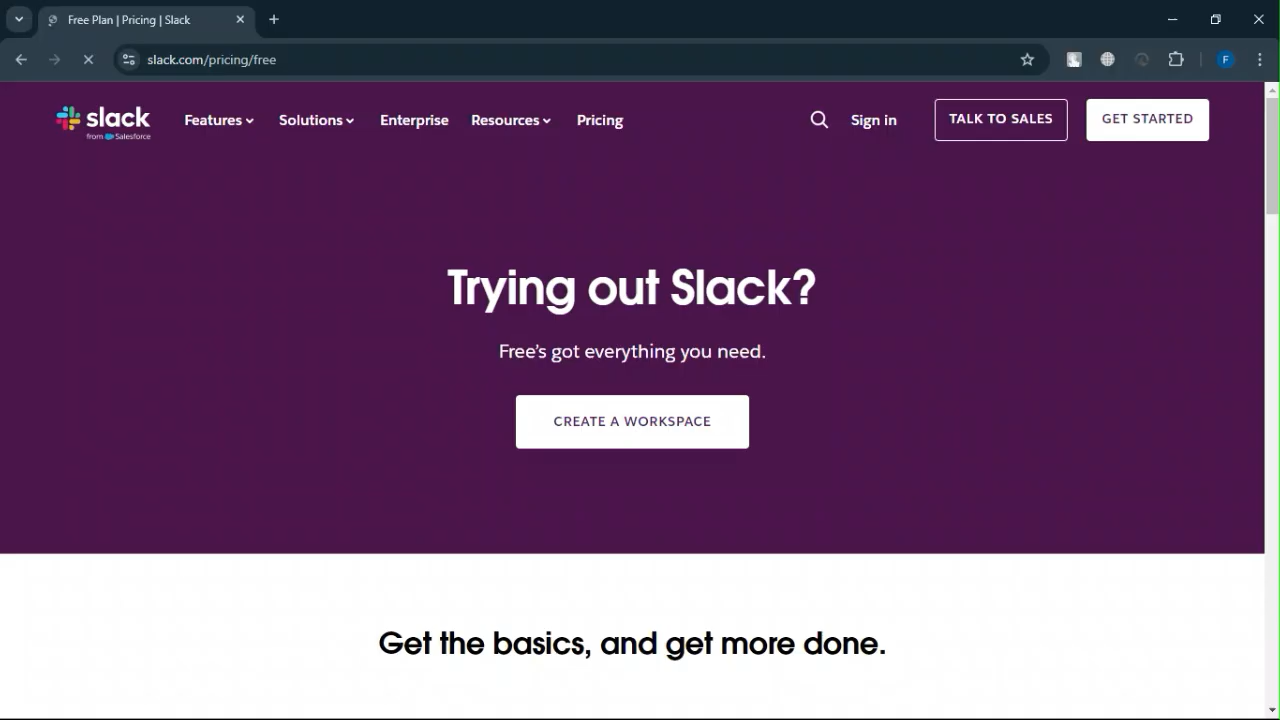 Free Plan | Pricing | Slack
slack.com/pricing/free
F
slack
from Salesforce
Features
Solutions
Enterprise
Resources
Pricing
Sign in
TALK TO SALES
GET STARTED
Trying out Slack?
Free's got everything you need.
CREATE A WORKSPACE
Get the basics, and get more done.